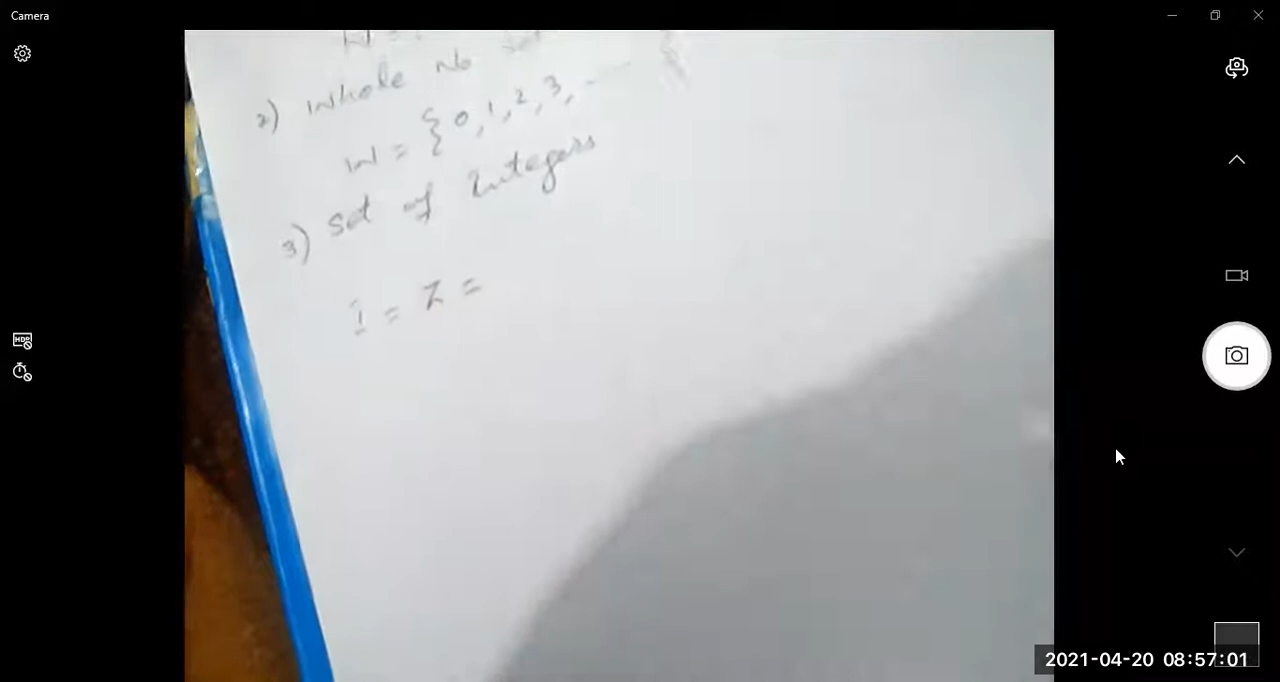 Camera
2) Whole No set
W = { 0, 1, 2, 3, ---- }
3) Set of Integers
I = Z =
2021-04-20 08:57:01